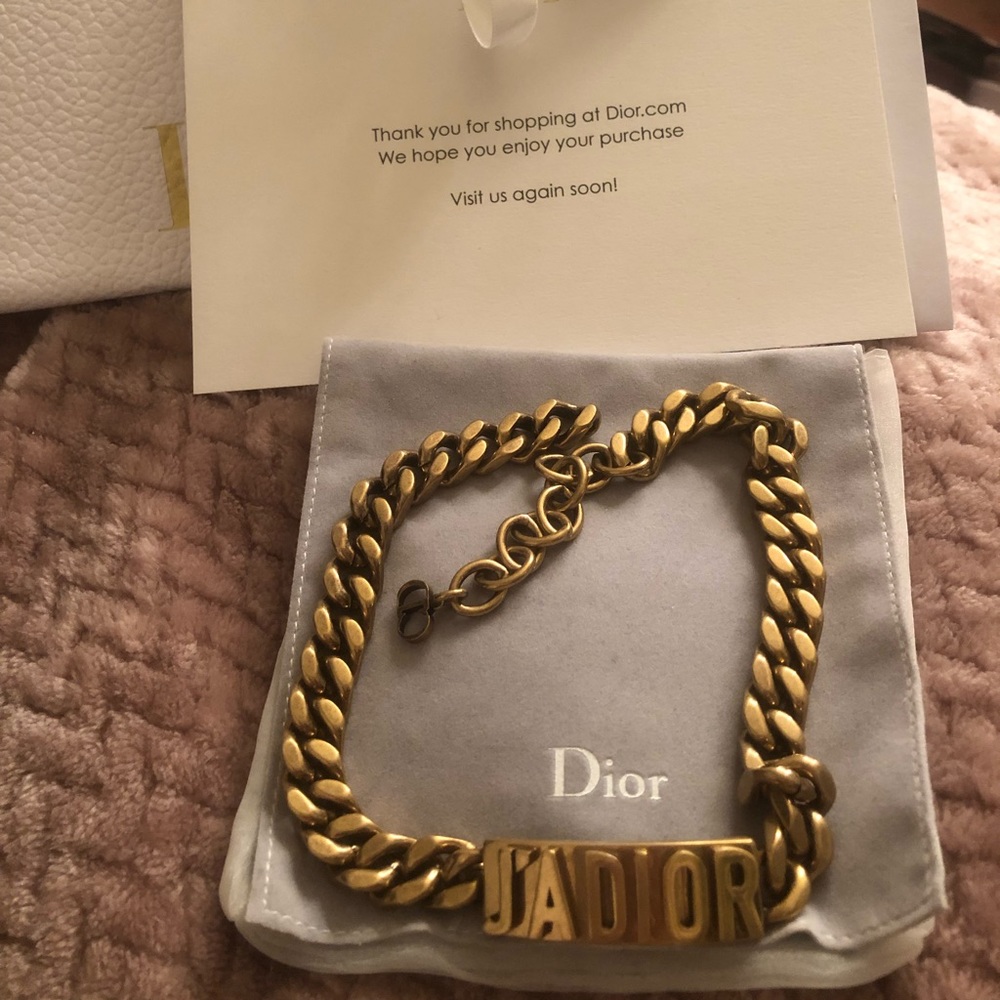 Thank you for shopping at Dior.com
We hope you enjoy your purchase
Visit us again soon!
Dior
J'ADIOR